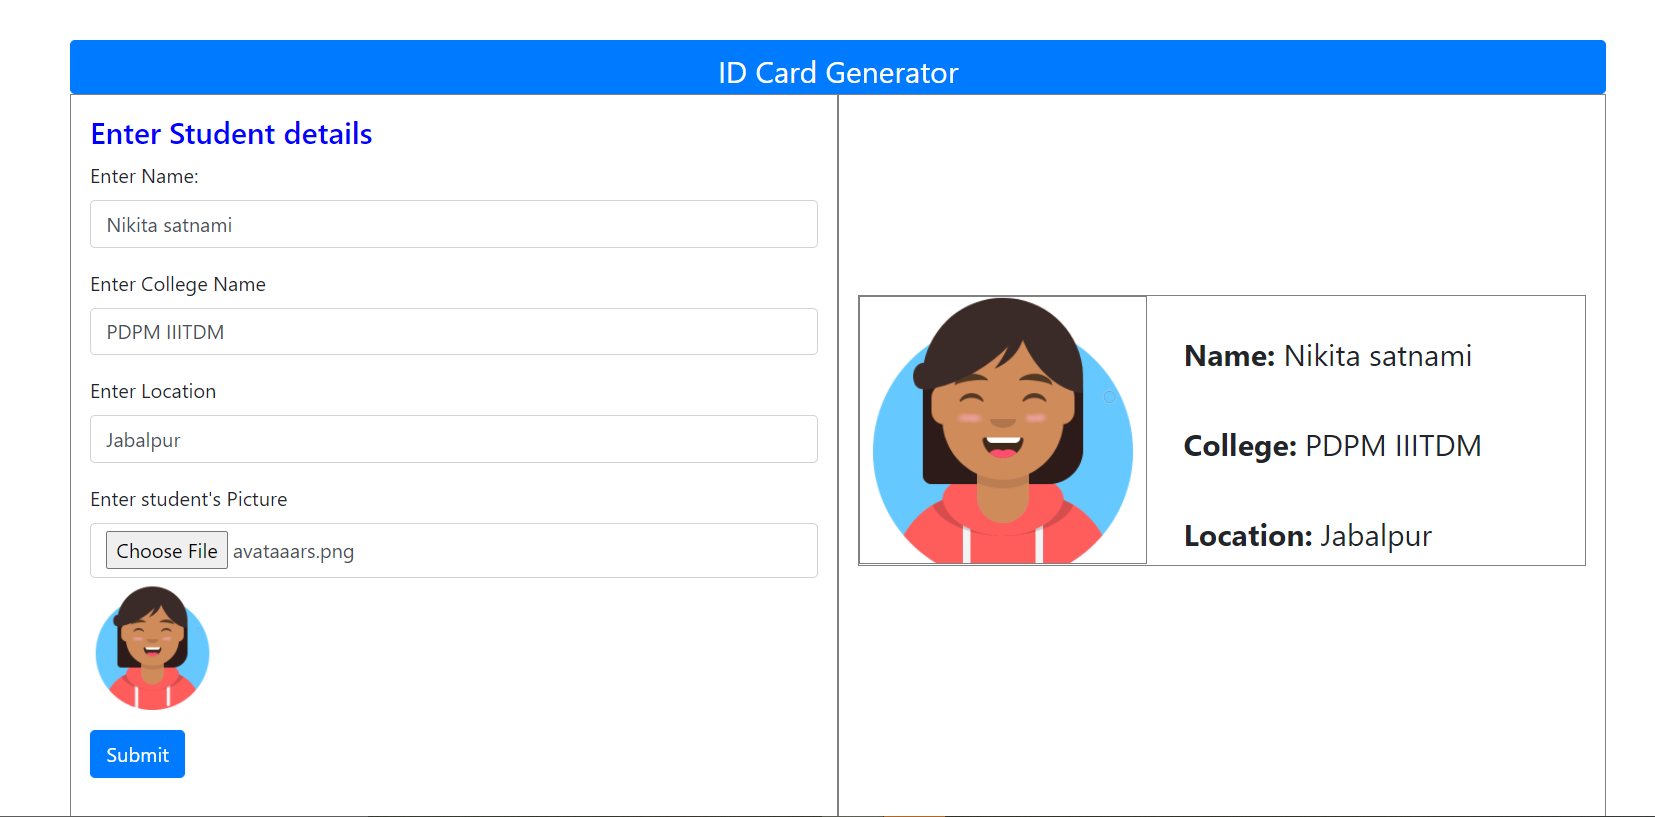 ID Card Generator
Enter Student details
Enter Name:
Nikita satnami
Enter College Name
PDPM IIITDM
Enter Location
Jabalpur
Enter student's Picture
Choose File avataaars.png
Submit
Name: Nikita satnami
College: PDPM IIITDM
Location: Jabalpur